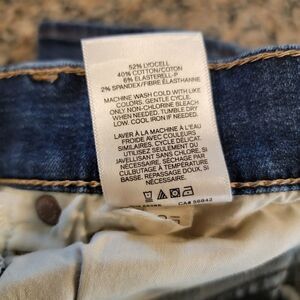 52% LYOCELL
40% COTTON/COTON
6% ELASTERELL-P
2% SPANDEX/FIBRE ÉLASTHANNE
MACHINE WASH COLD WITH LIKE
COLORS. GENTLE CYCLE.
ONLY NON-CHLORINE BLEACH
WHEN NEEDED. TUMBLE DRY
LOW. COOL IRON IF NEEDED.
LAVER À LA MACHINE À L'EAU
FROIDE AVEC COULEURS
SIMILAIRES. CYCLE DÉLICAT.
UTILISEZ SEULEMENT DU
JAVELLISANT SANS CHLORE, SI
NÉCESSAIRE. SÉCHAGE PAR
CULBUTAGE À TEMPÉRATURE
BASSE. REPASSAGE DOUX, SI
NÉCESSAIRE.
CA# 56842